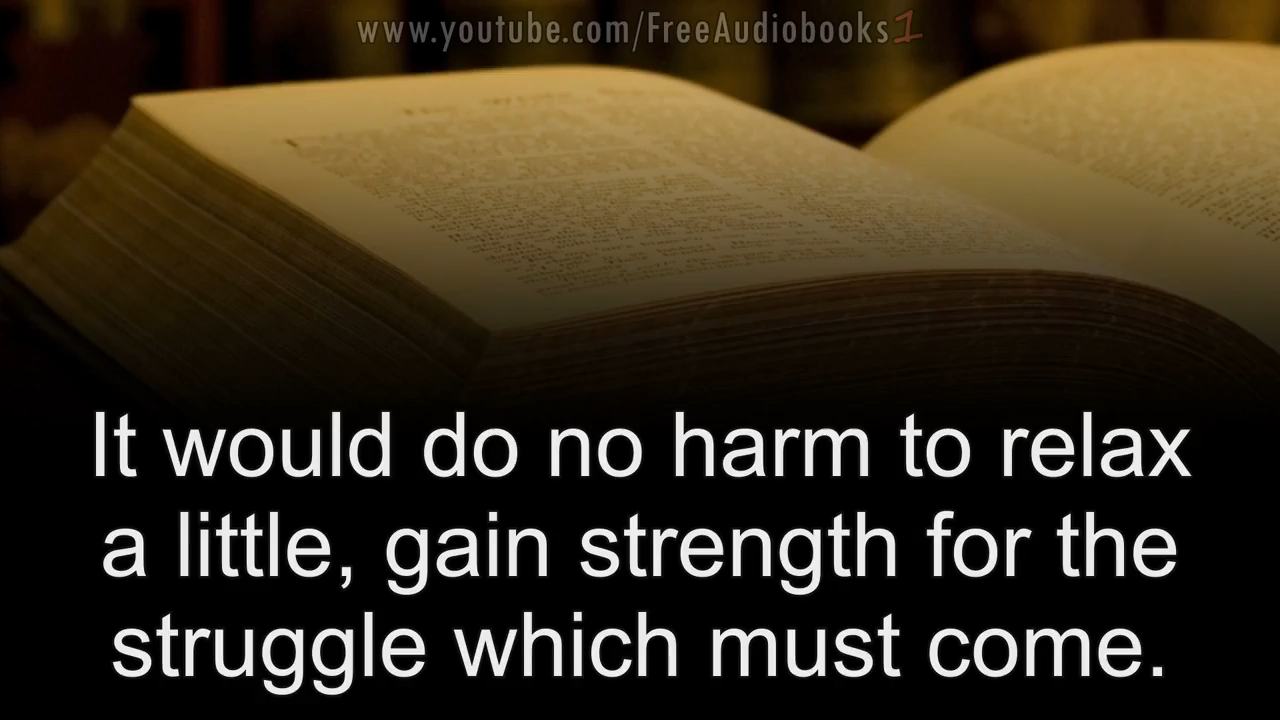 www.youtube.com/FreeAudiobooks1
It would do no harm to relax
a little, gain strength for the
struggle which must come.